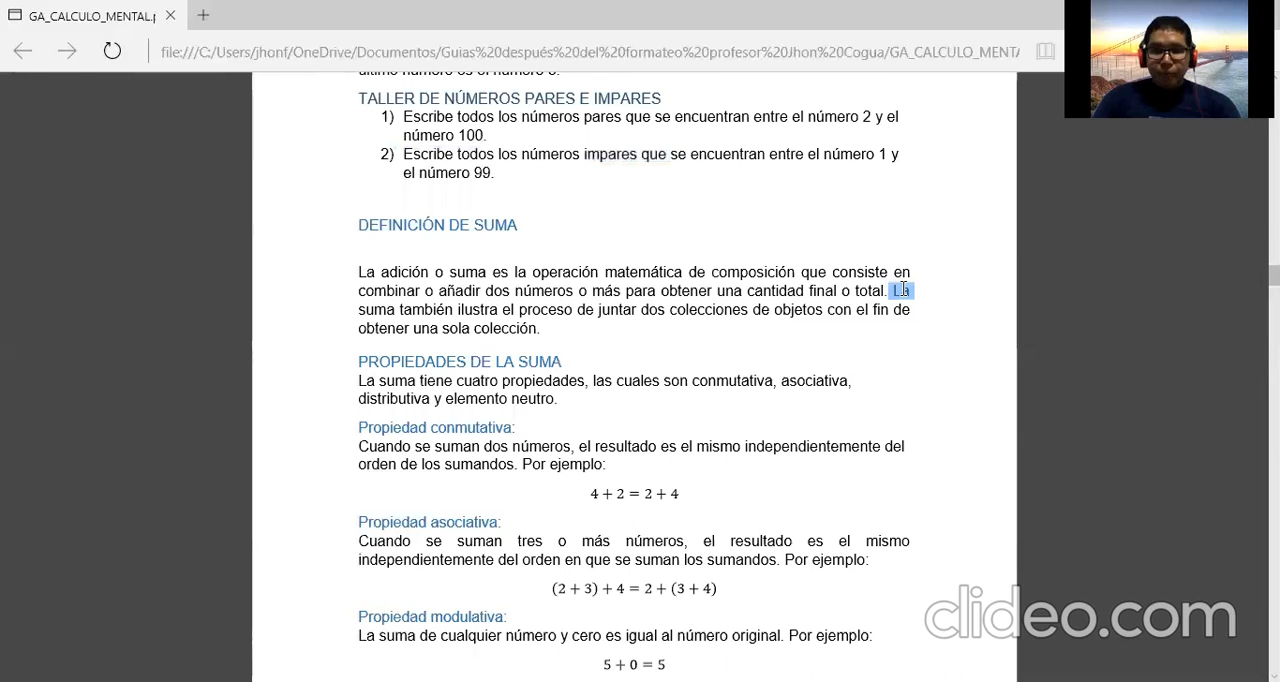 GA_CALCULO_MENTAL.p
file:///C:/Users/jhonf/OneDrive/Documentos/Guias%20después%20del%20formateo%20profesor%20Jhon%20Cogua/GA_CALCULO_MENTA
TALLER DE NÚMEROS PARES E IMPARES
1) Escribe todos los números pares que se encuentran entre el número 2 y el
número 100.
2) Escribe todos los números impares que se encuentran entre el número 1 y
el número 99.
DEFINICIÓN DE SUMA
La adición o suma es la operación matemática de composición que consiste en
combinar o añadir dos números o más para obtener una cantidad final o total. La
suma también ilustra el proceso de juntar dos colecciones de objetos con el fin de
obtener una sola colección.
PROPIEDADES DE LA SUMA
La suma tiene cuatro propiedades, las cuales son conmutativa, asociativa,
distributiva y elemento neutro.
Propiedad conmutativa:
Cuando se suman dos números, el resultado es el mismo independientemente del
orden de los sumandos. Por ejemplo:
4 + 2 = 2 + 4
Propiedad asociativa:
Cuando se suman tres o más números, el resultado es el mismo
independientemente del orden en que se suman los sumandos. Por ejemplo:
(2 + 3) + 4 = 2 + (3 + 4)
Propiedad modulativa:
La suma de cualquier número y cero es igual al número original. Por ejemplo:
5 + 0 = 5
clideo.com